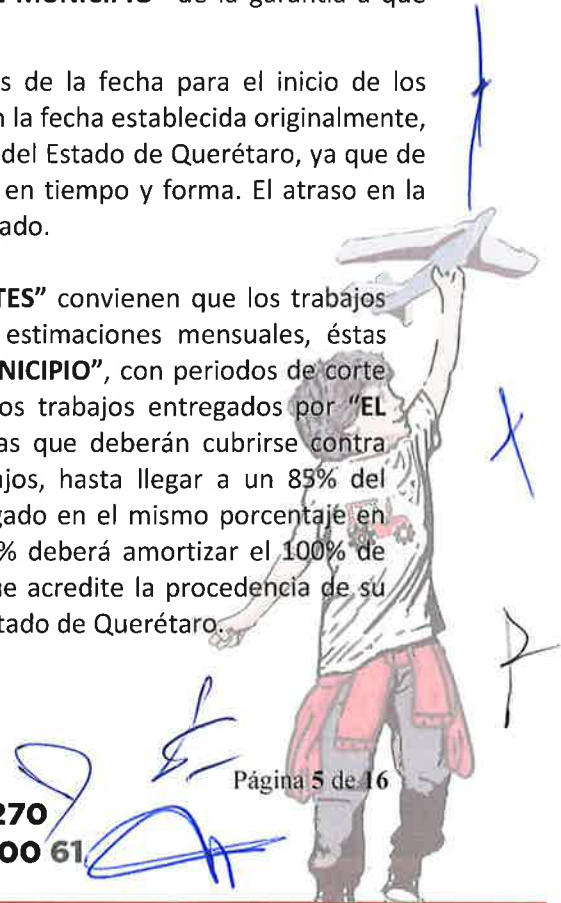 MUNICIPIO" de la garantía a que
s de la fecha para el inicio de los
n la fecha establecida originalmente,
del Estado de Querétaro, ya que de
en tiempo y forma. El atraso en la
ado.
TES" convienen que los trabajos
estimaciones mensuales, éstas
NICIPIO", con periodos de corte
os trabajos entregados por "EL
as que deberán cubrirse contra
ajos, hasta llegar a un 85% del
gado en el mismo porcentaje en
% deberá amortizar el 100% de
e acredite la procedencia de su
tado de Querétaro.
Página 5 de 16
270
00 61